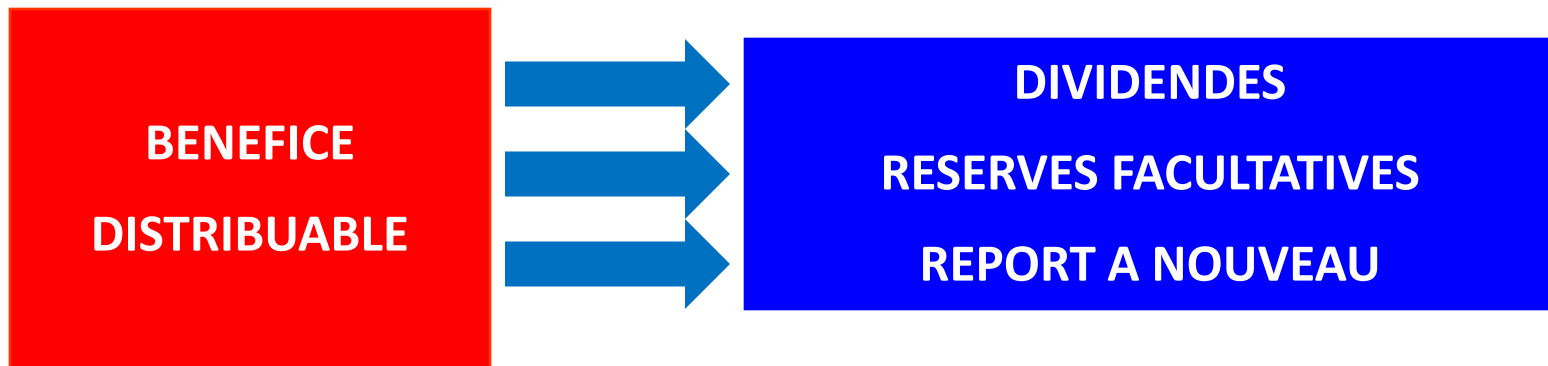 BENEFICE
DISTRIBUABLE
DIVIDENDES
RESERVES FACULTATIVES
REPORT A NOUVEAU